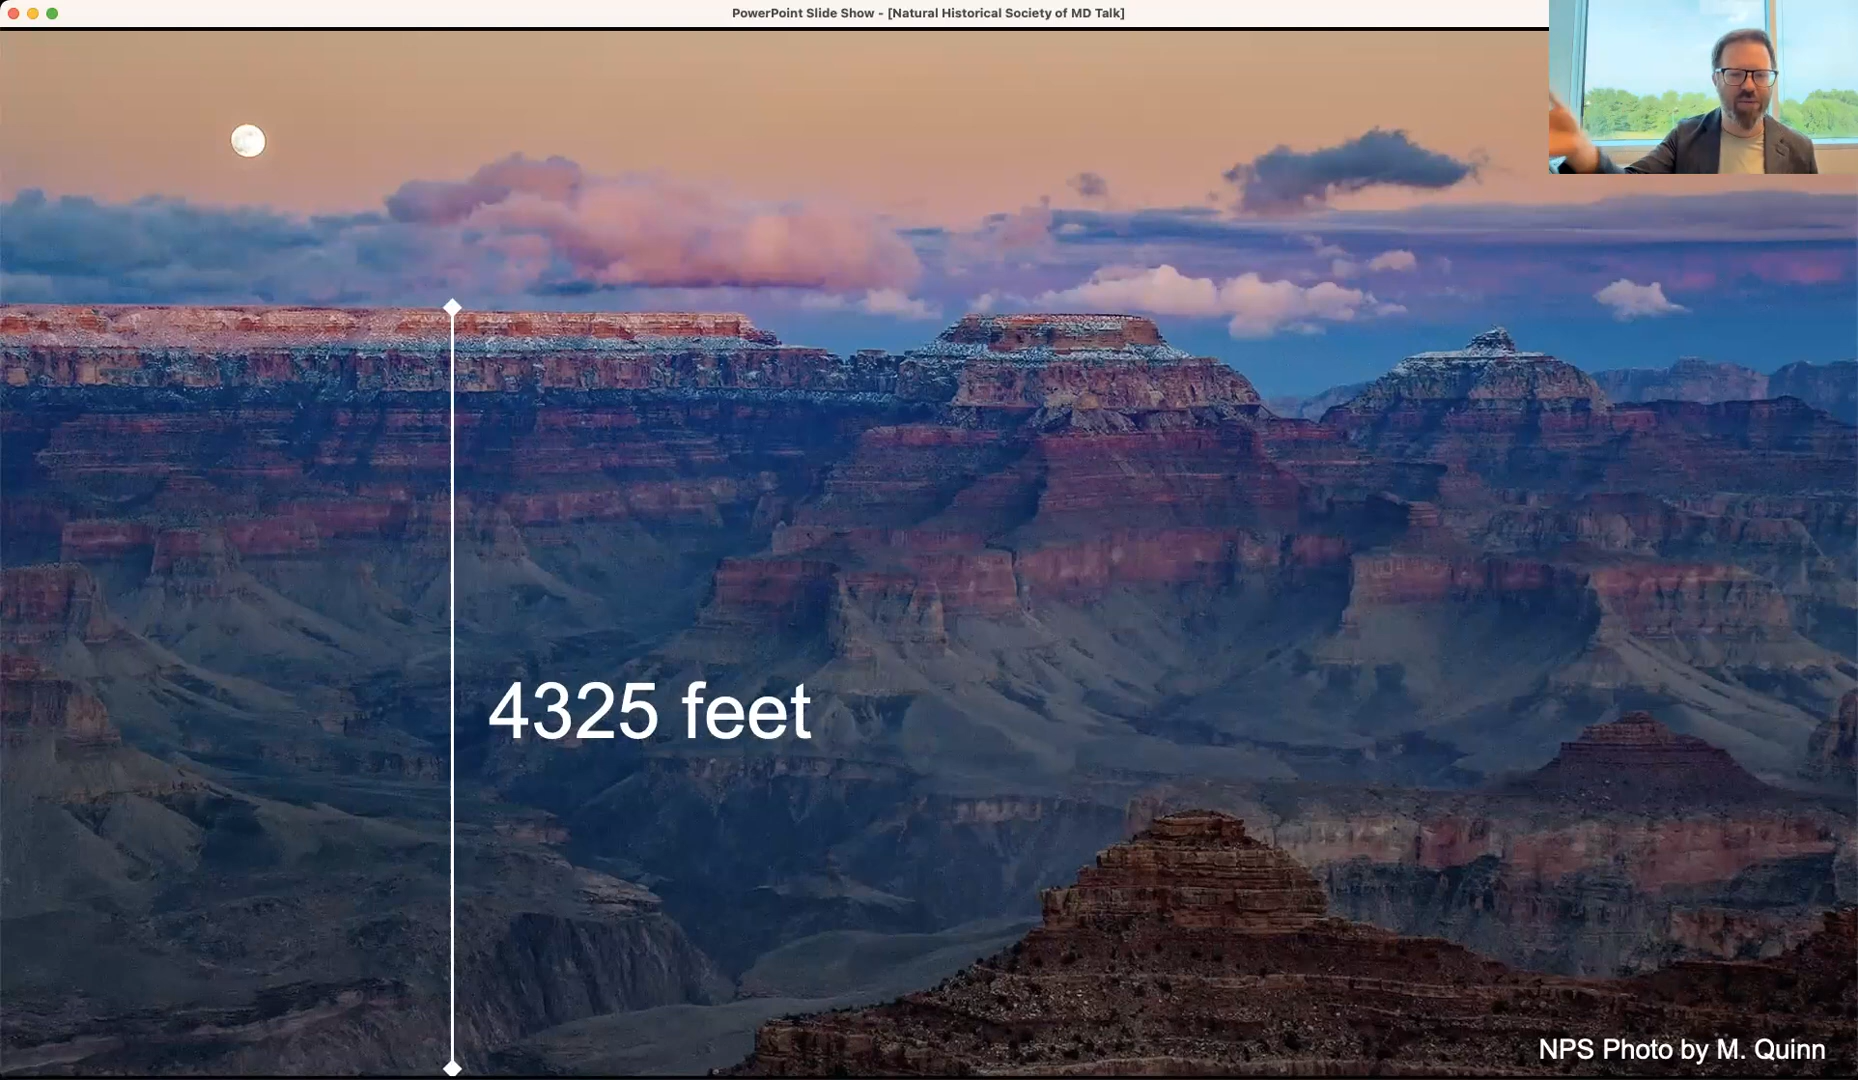 PowerPoint Slide Show - [Natural Historical Society of MD Talk]
4325 feet
NPS Photo by M. Quinn